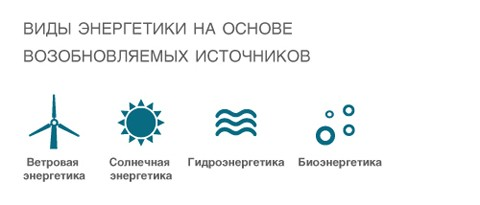 ВИДЫ ЭНЕРГЕТИКИ НА ОСНОВЕ
ВОЗОБНОВЛЯЕМЫХ ИСТОЧНИКОВ
Ветровая
энергетика
Солнечная
энергетика
Гидроэнергетика
Биоэнергетика